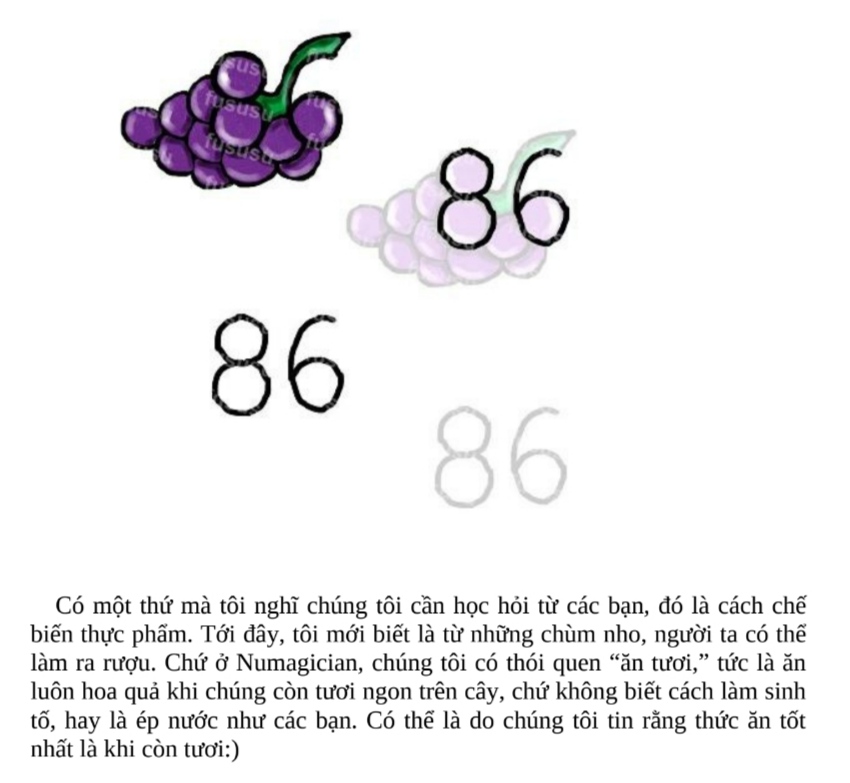 fususu
fususu
fususu
86
86
86
Có một thứ mà tôi nghĩ chúng tôi cần học hỏi từ các bạn, đó là cách chế
biến thực phẩm. Tới đây, tôi mới biết là từ những chùm nho, người ta có thể
làm ra rượu. Chứ ở Numagician, chúng tôi có thói quen “ăn tươi,” tức là ăn
luôn hoa quả khi chúng còn tươi ngon trên cây, chứ không biết cách làm sinh
tố, hay là ép nước như các bạn. Có thể là do chúng tôi tin rằng thức ăn tốt
nhất là khi còn tươi:)